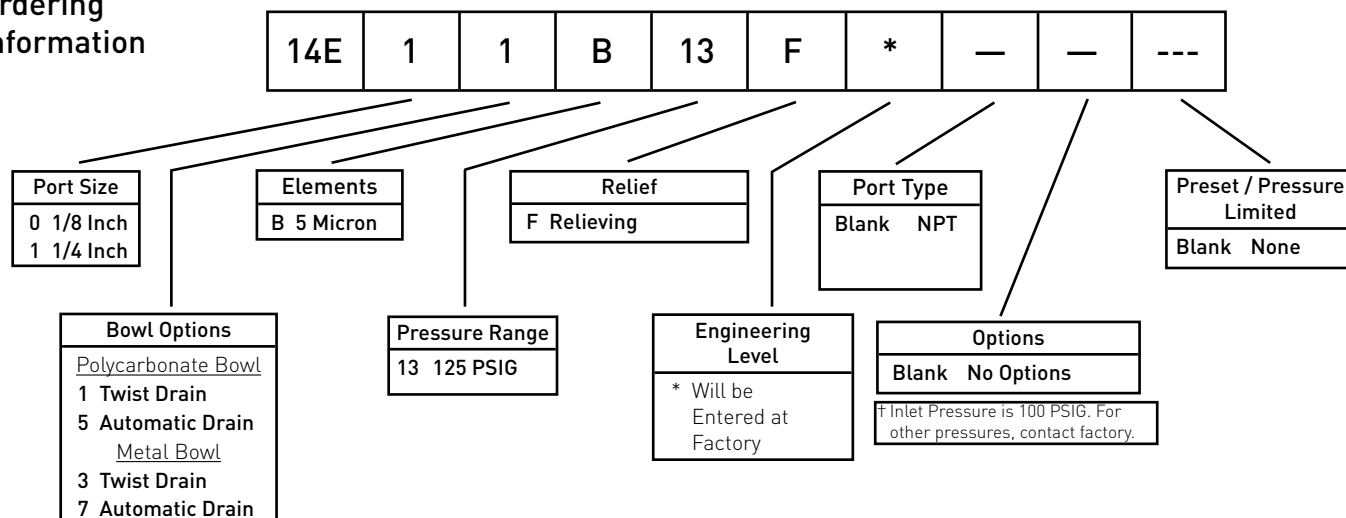 rdering
nformation
14E 1 1 B 13 F * — — ---
Port Size
0 1/8 Inch
1 1/4 Inch
Elements
B 5 Micron
Relief
F Relieving
Port Type
Blank NPT
Preset / Pressure
Limited
Blank None
Bowl Options
Polycarbonate Bowl
1 Twist Drain
5 Automatic Drain
Metal Bowl
3 Twist Drain
7 Automatic Drain
Pressure Range
13 125 PSIG
Engineering
Level
* Will be
Entered at
Factory
Options
Blank No Options
† Inlet Pressure is 100 PSIG. For
other pressures, contact factory.